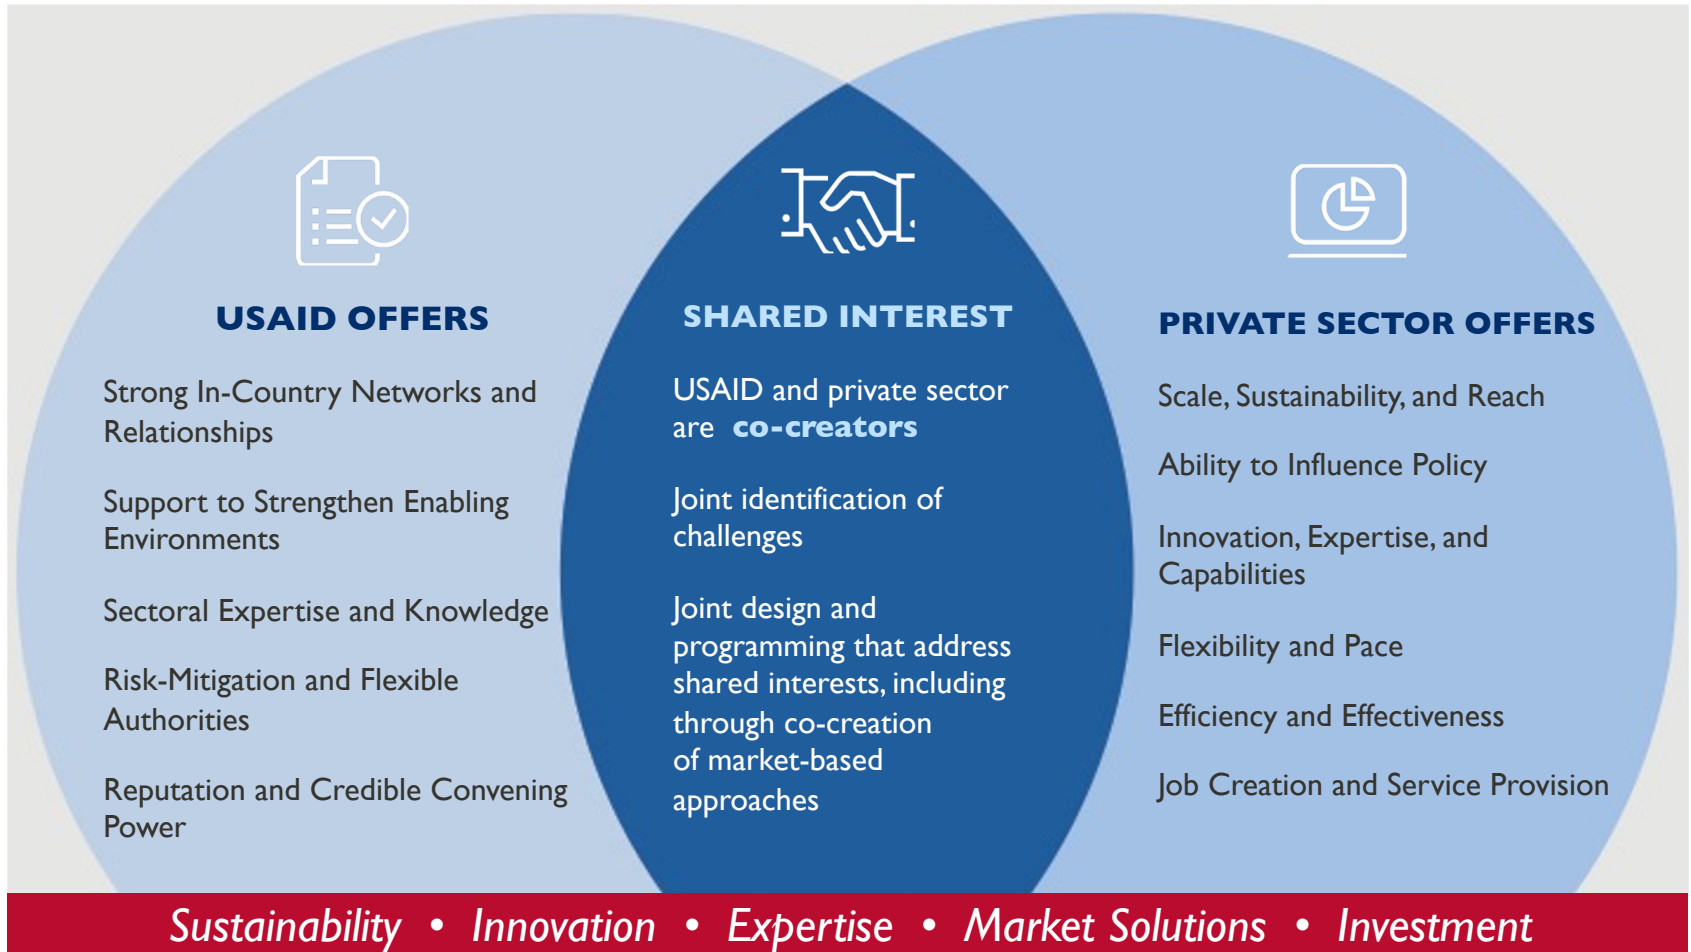 USAID OFFERS
Strong In-Country Networks and
Relationships
Support to Strengthen Enabling
Environments
Sectoral Expertise and Knowledge
Risk-Mitigation and Flexible
Authorities
Reputation and Credible Convening
Power
SHARED INTEREST
USAID and private sector
are co-creators
Joint identification of
challenges
Joint design and
programming that address
shared interests, including
through co-creation
of market-based
approaches
PRIVATE SECTOR OFFERS
Scale, Sustainability, and Reach
Ability to Influence Policy
Innovation, Expertise, and
Capabilities
Flexibility and Pace
Efficiency and Effectiveness
Job Creation and Service Provision
Sustainability • Innovation • Expertise • Market Solutions • Investment